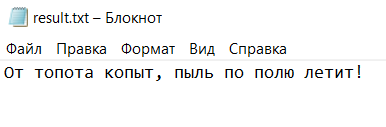 result.txt – Блокнот
Файл Правка Формат Вид Справка
От топота копыт, пыль по полю летит!